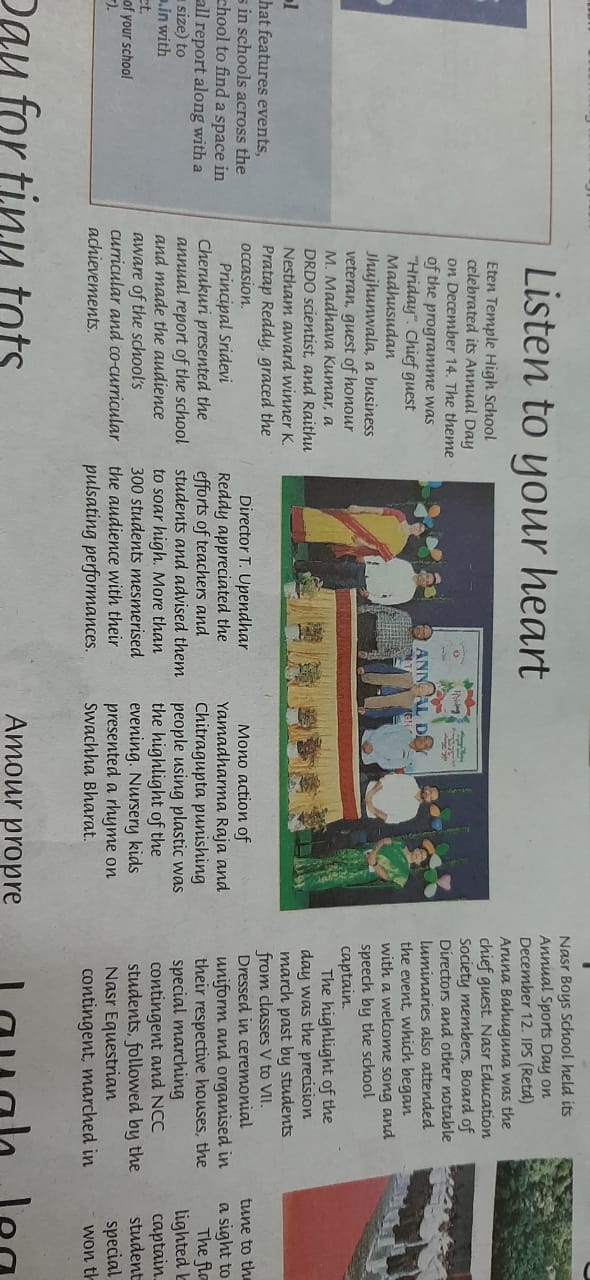 hat features events,
s in schools across the
chool to find a space in
all report along with a
size) to
.in with
of your school
Listen to your heart
Eten Temple High School
celebrated its Annual Day
on December 14. The theme
of the programme was
"Hriday". Chief guest
Madhusudan
Jhujhunwala, a business
veteran, guest of honour
M. Madhava Kumar, a
DRDO scientist, and Raithu
Nestham award winner K.
Pratap Reddy, graced the
occasion.
Principal Sridevi
Cherukuri presented the
annual report of the school
and made the audience
aware of the school's
curricular and co-curricular
achievements.
ANNUAL D
Director T. Upendhar
Reddy appreciated the
efforts of teachers and
students and advised them
to soar high. More than
300 students mesmerised
the audience with their
pulsating performances.
Mono action of
Yamadharma Raja and
Chitragupta punishing
people using plastic was
the highlight of the
evening. Nursery kids
presented a rhyme on
Swachha Bharat.
Nasr Boys School held its
Annual Sports Day on
December 12. IPS (Retd)
Aruna Bahuguna was the
chief guest. Nasr Education
Society members, Board of
Directors and other notable
luminaries also attended
the event, which began
with a welcome song and
speech by the school
captain.
The highlight of the
day was the precision
march past by students
from classes V to VII.
Dressed in ceremonial
uniform and organised in
their respective houses, the
special marching
contingent and NCC
students, followed by the
Nasr Equestrian
contingent, marched in
tune to th
a sight to
The fla
lighted
captain.
student
special
won th
Day for tiny tots
Amour propre
Laugh, lea